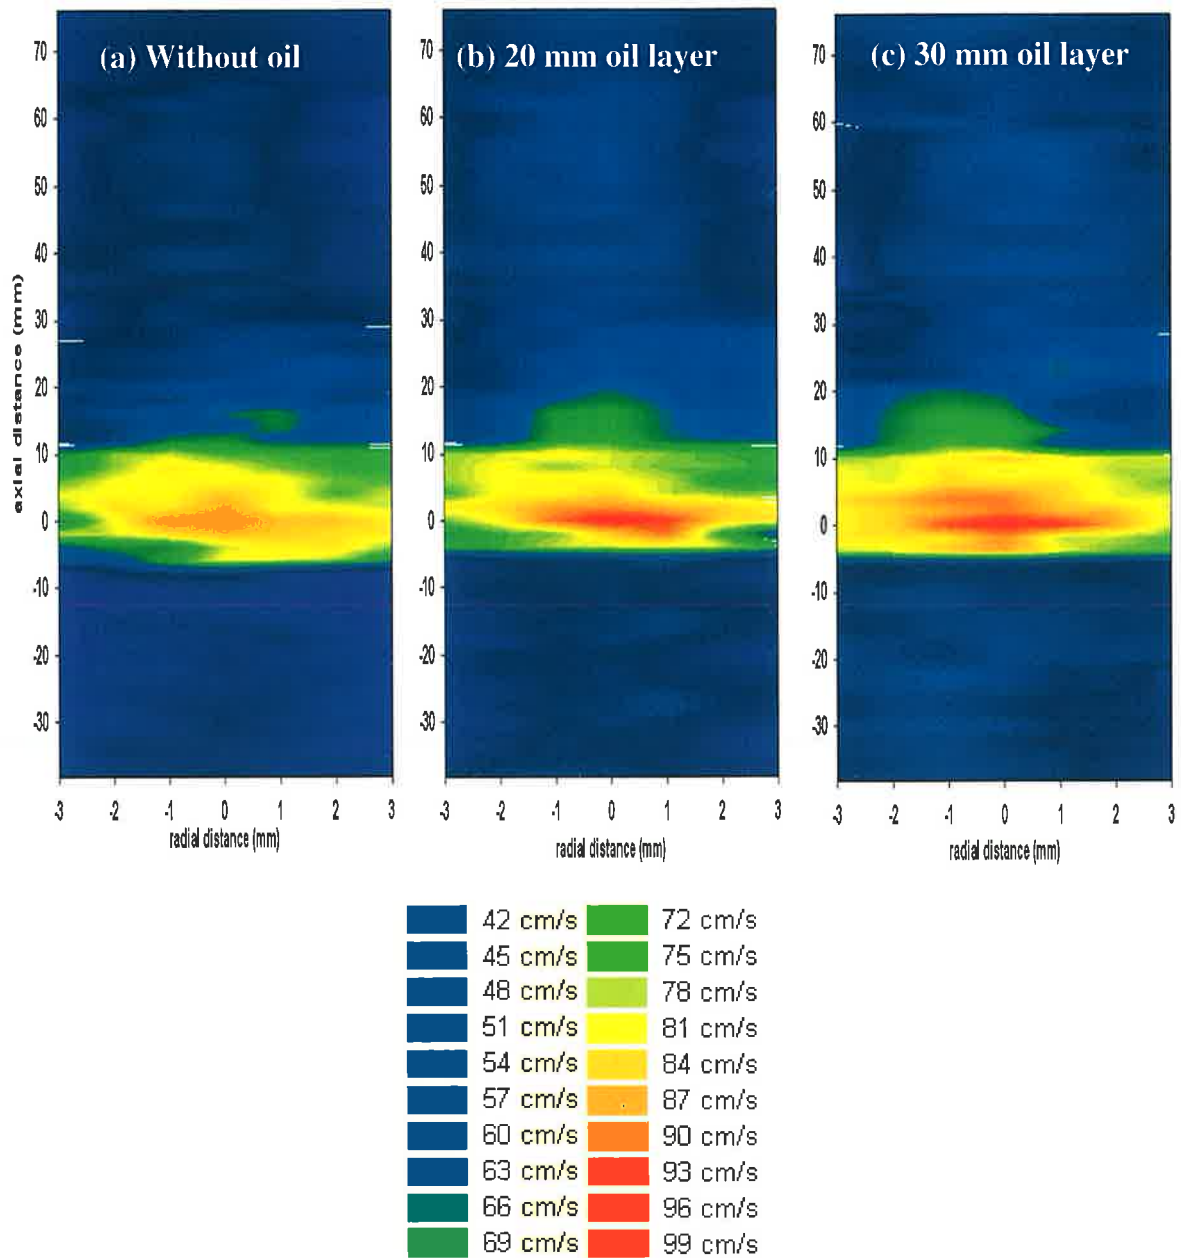 (a) Without oil
(b) 20 mm oil layer
(c) 30 mm oil layer
axial distance (mm)
70
60
50
40
30
20
10
0
-10
-20
-30
70
60
50
40
30
20
10
0
-10
-20
-30
70
60
50
40
30
20
10
0
-10
-20
-30
-3 -2 -1 0 1 2 3
radial distance (mm)
-3 -2 -1 0 1 2 3
radial distance (mm)
-3 -2 -1 0 1 2 3
radial distance (mm)
42 cm/s 72 cm/s
45 cm/s 75 cm/s
48 cm/s 78 cm/s
51 cm/s 81 cm/s
54 cm/s 84 cm/s
57 cm/s 87 cm/s
60 cm/s 90 cm/s
63 cm/s 93 cm/s
66 cm/s 96 cm/s
69 cm/s 99 cm/s